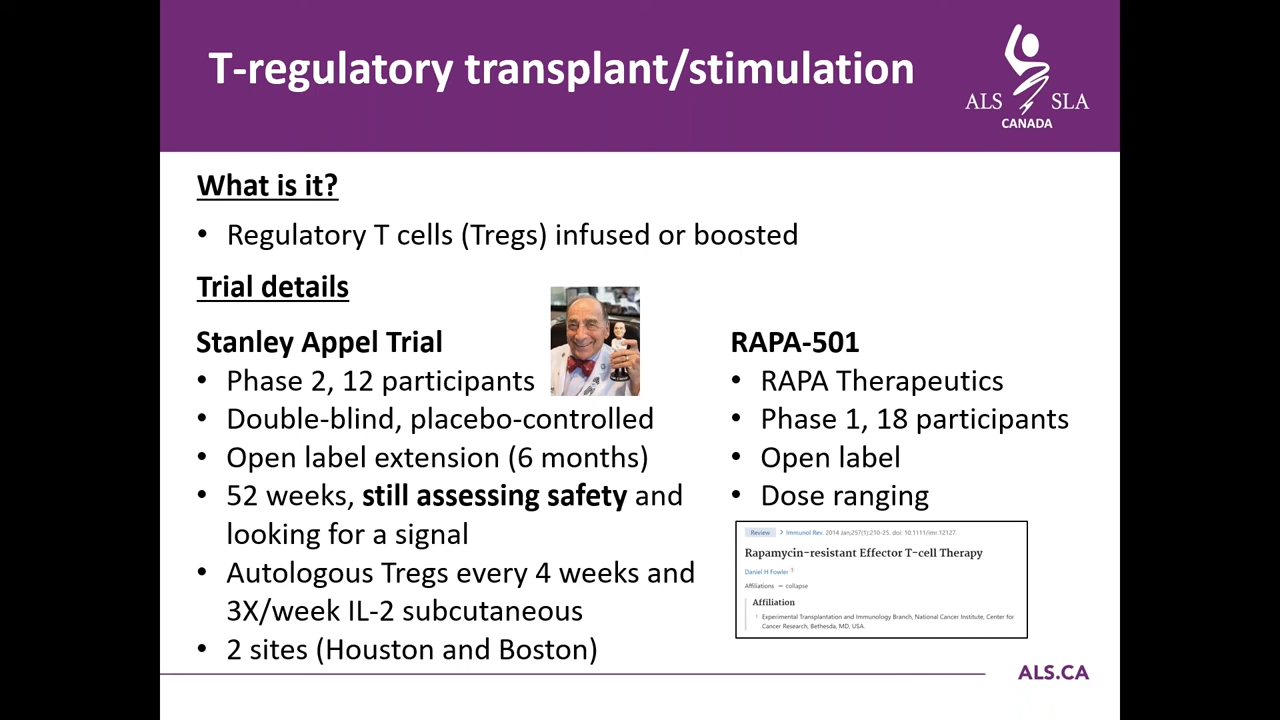 T-regulatory transplant/stimulation
ALS SLA
CANADA
What is it?
• Regulatory T cells (Tregs) infused or boosted
Trial details
Stanley Appel Trial
• Phase 2, 12 participants
• Double-blind, placebo-controlled
• Open label extension (6 months)
• 52 weeks, still assessing safety and
looking for a signal
• Autologous Tregs every 4 weeks and
3X/week IL-2 subcutaneous
• 2 sites (Houston and Boston)
RAPA-501
• RAPA Therapeutics
• Phase 1, 18 participants
• Open label
• Dose ranging
Review > Immunol Rev. 2014 Jan;257(1):210-25. doi: 10.1111/imr.12127.
Rapamycin-resistant Effector T-cell Therapy
Daniel H Fowler 1
Affiliations − collapse
Affiliation
1 Experimental Transplantation and Immunology Branch, National Cancer Institute, Center for
Cancer Research, Bethesda, MD, USA.
ALS.CA